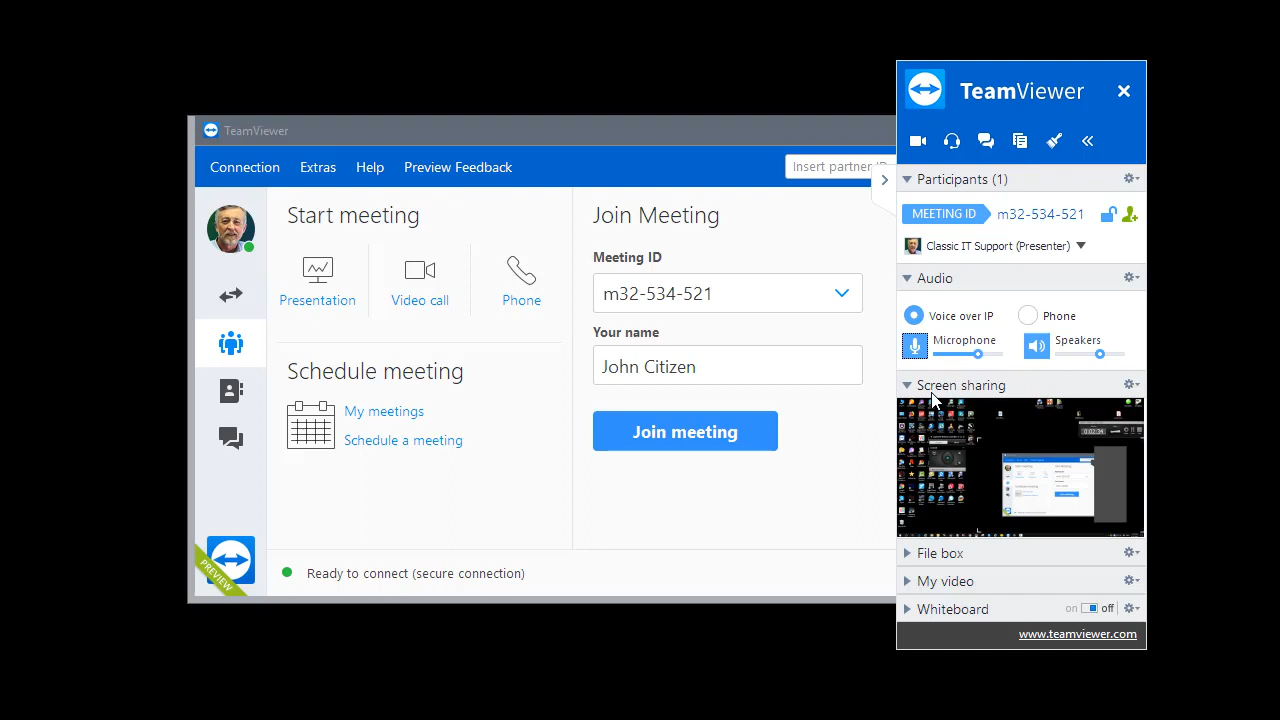 TeamViewer
Connection Extras Help Preview Feedback
Insert partner
Start meeting
Presentation Video call Phone
Schedule meeting
My meetings
Schedule a meeting
Join Meeting
Meeting ID
m32-534-521
Your name
John Citizen
Join meeting
PREVIEW
Ready to connect (secure connection)
TeamViewer
Participants (1)
MEETING ID m32-534-521
Classic IT Support (Presenter)
Audio
Voice over IP Phone
Microphone Speakers
Screen sharing
File box
My video
Whiteboard on off
www.teamviewer.com